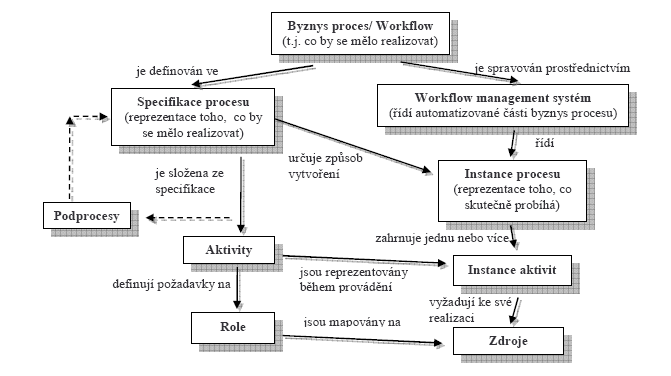 Byznys proces/ Workflow
(t.j. co by se mělo realizovat)
je definován ve
je spravován prostřednictvím
Specifikace procesu
(reprezentace toho, co by
se mělo realizovat)
Workflow management systém
(řídí automatizované části byznys procesu)
řídí
určuje způsob
vytvoření
Instance procesu
(reprezentace toho, co
skutečně probíhá)
je složena ze
specifikace
Podprocesy
zahrnuje jednu nebo více
Aktivity
jsou reprezentovány
během provádění
Instance aktivit
definují požadavky na
vyžadují ke své
realizaci
Role
jsou mapovány na
Zdroje